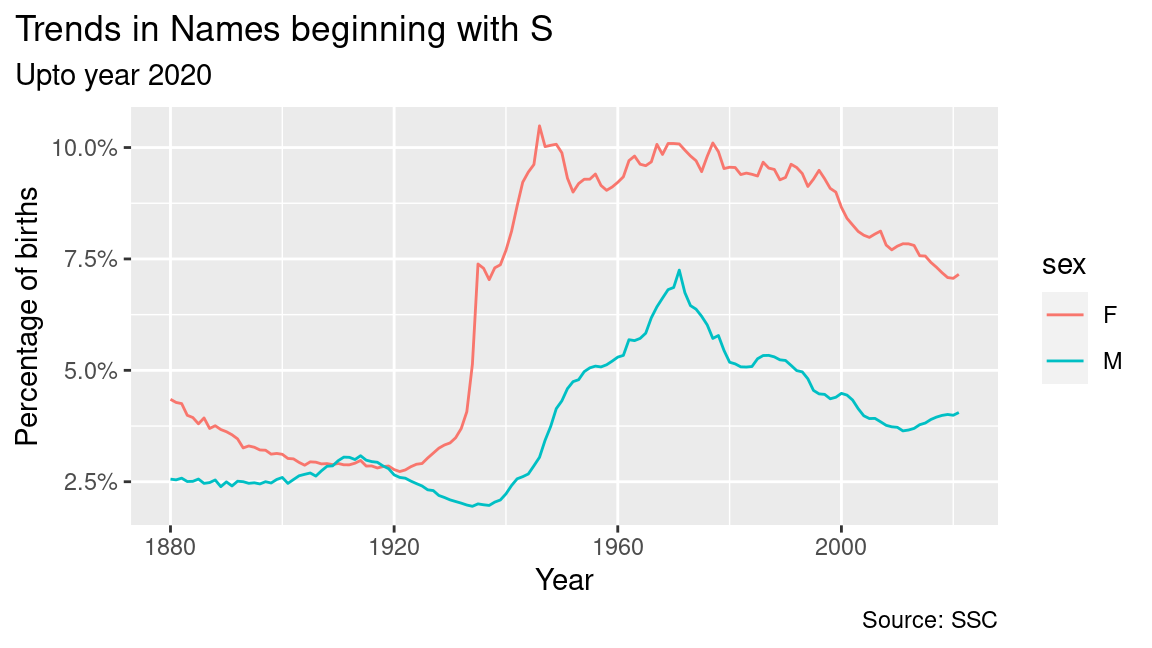 Trends in Names beginning with S
Upto year 2020
Percentage of births
10.0%
7.5%
5.0%
2.5%
1880 1920 1960 2000
Year
sex
F
M
Source: SSC